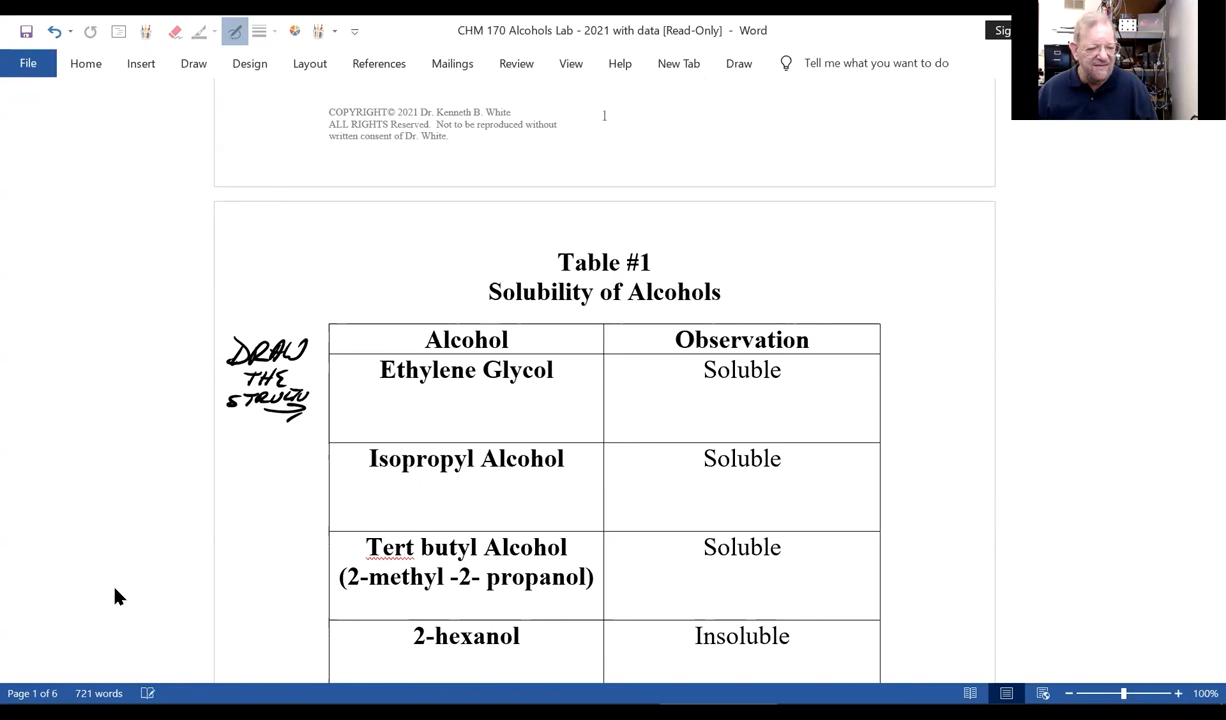 CHM 170 Alcohols Lab - 2021 with data [Read-Only] - Word
Sig
File Home Insert Draw Design Layout References Mailings Review View Help New Tab Draw Tell me what you want to do
COPYRIGHT© 2021 Dr. Kenneth B. White
ALL RIGHTS Reserved. Not to be reproduced without
written consent of Dr. White.
1
Table #1
Solubility of Alcohols
DRAW
THE
Alcohol Observation
Ethylene Glycol Soluble
Isopropyl Alcohol Soluble
Tert butyl Alcohol Soluble
(2-methyl -2- propanol)
2-hexanol Insoluble
Page 1 of 6 721 words 100%